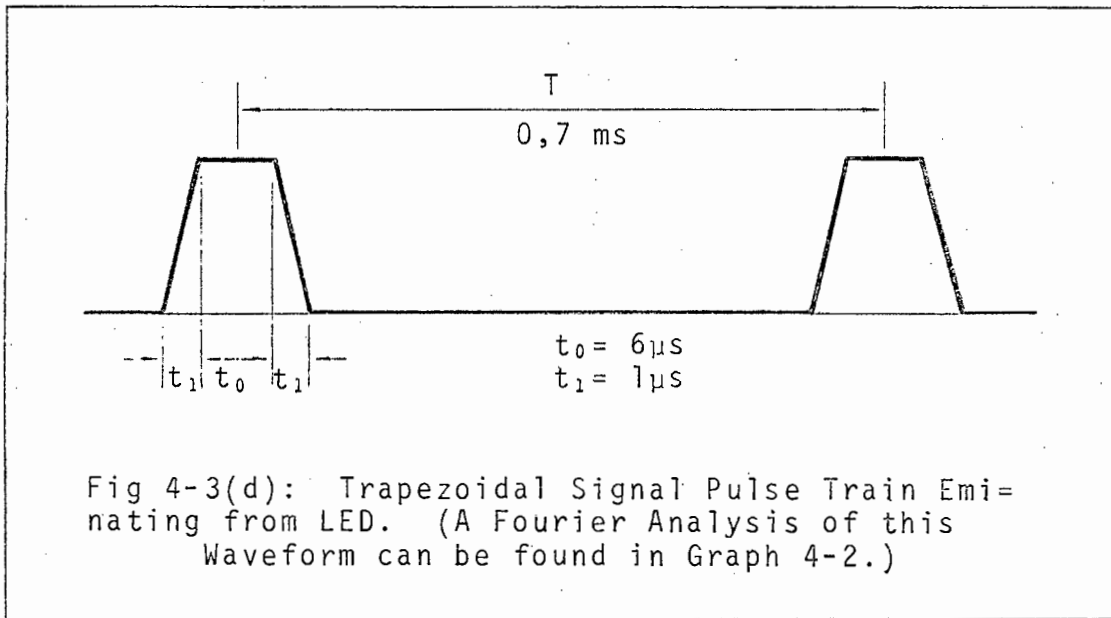 T
0,7 ms
t₁ t₀ t₁
t₀= 6μs
t₁= 1μs
Fig 4-3(d): Trapezoidal Signal Pulse Train Emi=
nating from LED. (A Fourier Analysis of this
Waveform can be found in Graph 4-2.)